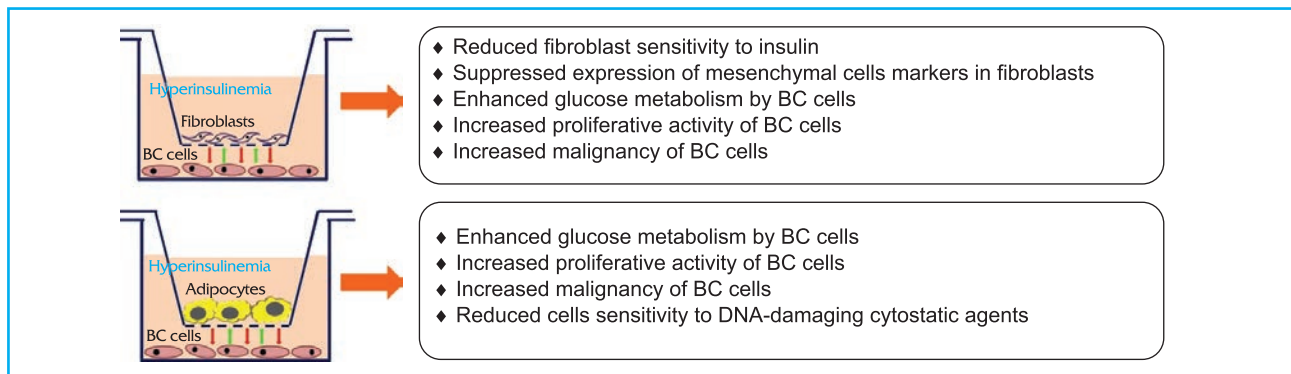 Hyperinsulinemia
Fibroblasts
BC cells
♦ Reduced fibroblast sensitivity to insulin
♦ Suppressed expression of mesenchymal cells markers in fibroblasts
♦ Enhanced glucose metabolism by BC cells
♦ Increased proliferative activity of BC cells
♦ Increased malignancy of BC cells
Hyperinsulinemia
Adipocytes
BC cells
♦ Enhanced glucose metabolism by BC cells
♦ Increased proliferative activity of BC cells
♦ Increased malignancy of BC cells
♦ Reduced cells sensitivity to DNA-damaging cytostatic agents